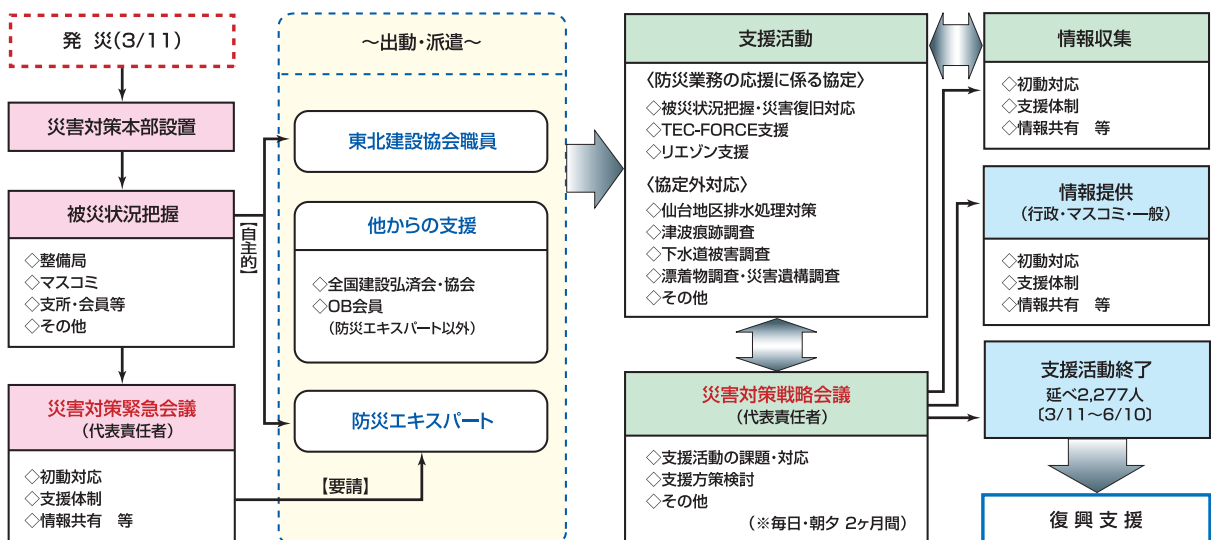 発 災(3/11)
災害対策本部設置
被災状況把握
◇整備局
◇マスコミ
◇支所・会員等
◇その他
災害対策緊急会議
(代表責任者)
◇初動対応
◇支援体制
◇情報共有　等
【自主的】
【要請】
～出動・派遣～
東北建設協会職員
他からの支援
◇全国建設弘済会・協会
◇OB会員
(防災エキスパート以外)
防災エキスパート
支援活動
〈防災業務の応援に係る協定〉
◇被災状況把握・災害復旧対応
◇TEC-FORCE支援
◇リエゾン支援
〈協定外対応〉
◇仙台地区排水処理対策
◇津波痕跡調査
◇下水道被害調査
◇漂着物調査・災害遺構調査
◇その他
災害対策戦略会議
(代表責任者)
◇支援活動の課題・対応
◇支援方策検討
◇その他
(※毎日・朝夕 2ヶ月間)
情報収集
◇初動対応
◇支援体制
◇情報共有　等
情報提供
(行政・マスコミ・一般)
◇初動対応
◇支援体制
◇情報共有　等
支援活動終了
延べ2,277人
〔3/11～6/10〕
復 興 支 援